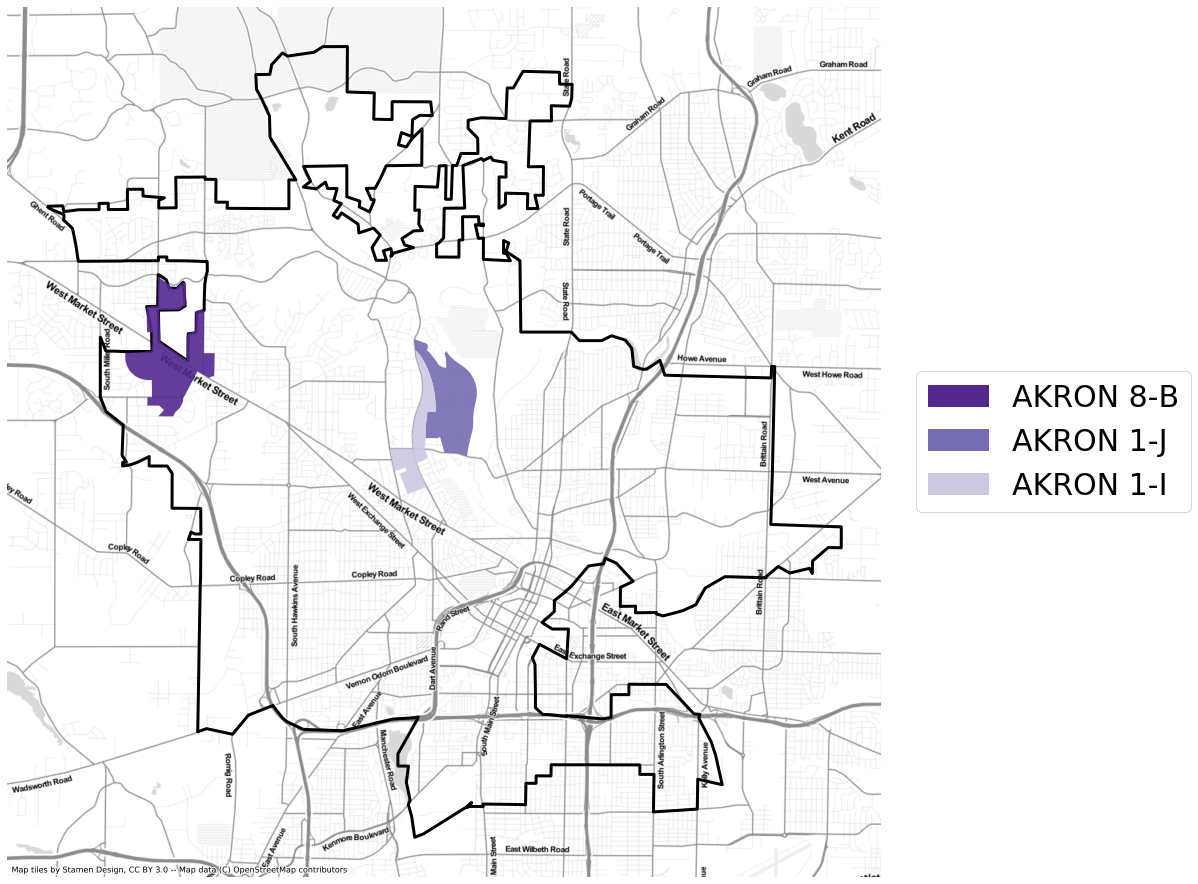 State Road
Graham Road
Graham Road
Graham Road
Kent Road
Ghent Road
Portage Trail
State Road
Portage Trail
West Market Street
State Road
South Miller Road
West Market Street
Howe Avenue
West Howe Road
AKRON 8-B
AKRON 1-J
AKRON 1-I
Brittain Road
West Avenue
West Market Street
West Exchange Street
ey Road
Copley Road
Copley Road
Copley Road
South Hawkins Avenue
Rand Street
Brittain Road
East Market Street
East Exchange Street
Vernon Odom Boulevard
Dart Avenue
East Avenue
South Main Street
Manchester Road
South Arlington Street
Kelly Avenue
Romig Road
Wadsworth Road
East Avenue
Kenmore Boulevard
Main Street
East Wilbeth Road
Map tiles by Stamen Design, CC BY 3.0 -- Map data (C) OpenStreetMap contributors